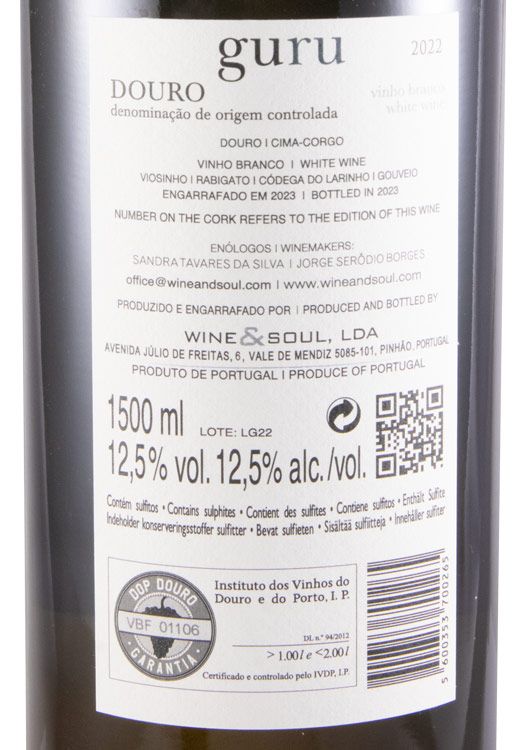 guru
2022
DOURO
denominação de origem controlada
vinho branco
white wine
DOURO | CIMA-CORGO
VINHO BRANCO | WHITE WINE
VIOSINHO | RABIGATO | CÓDEGA DO LARINHO | GOUVEIO
ENGARRAFADO EM 2023 | BOTTLED IN 2023
NUMBER ON THE CORK REFERS TO THE EDITION OF THIS WINE
ENÓLOGOS | WINEMAKERS:
SANDRA TAVARES DA SILVA | JORGE SERÔDIO BORGES
office@wineandsoul.com | www.wineandsoul.com
PRODUZIDO E ENGARRAFADO POR | PRODUCED AND BOTTLED BY
WINE&SOUL, LDA
AVENIDA JÚLIO DE FREITAS, 6, VALE DE MENDIZ 5085-101, PINHÃO, PORTUGAL
PRODUTO DE PORTUGAL | PRODUCE OF PORTUGAL
1500 ml
LOTE: LG22
12,5% vol. 12,5% alc./vol.
Contém sulfitos • Contains sulphites • Contient des sulfites • Contiene sulfitos • Enthält Sulfite
Indeholder konserveringsstoffer sulfitter • Bevat sulfieten • Sisältää sulfiitteja • Innehåller sulfiter
DOP DOURO
VBF 01106
GARANTIA
Instituto dos Vinhos do
Douro e do Porto, I. P.
DL n.º 94/2012
> 1.00 l e < 2.00 l
Certificado e controlado pelo IVDP, I.P.
5 600353 700265